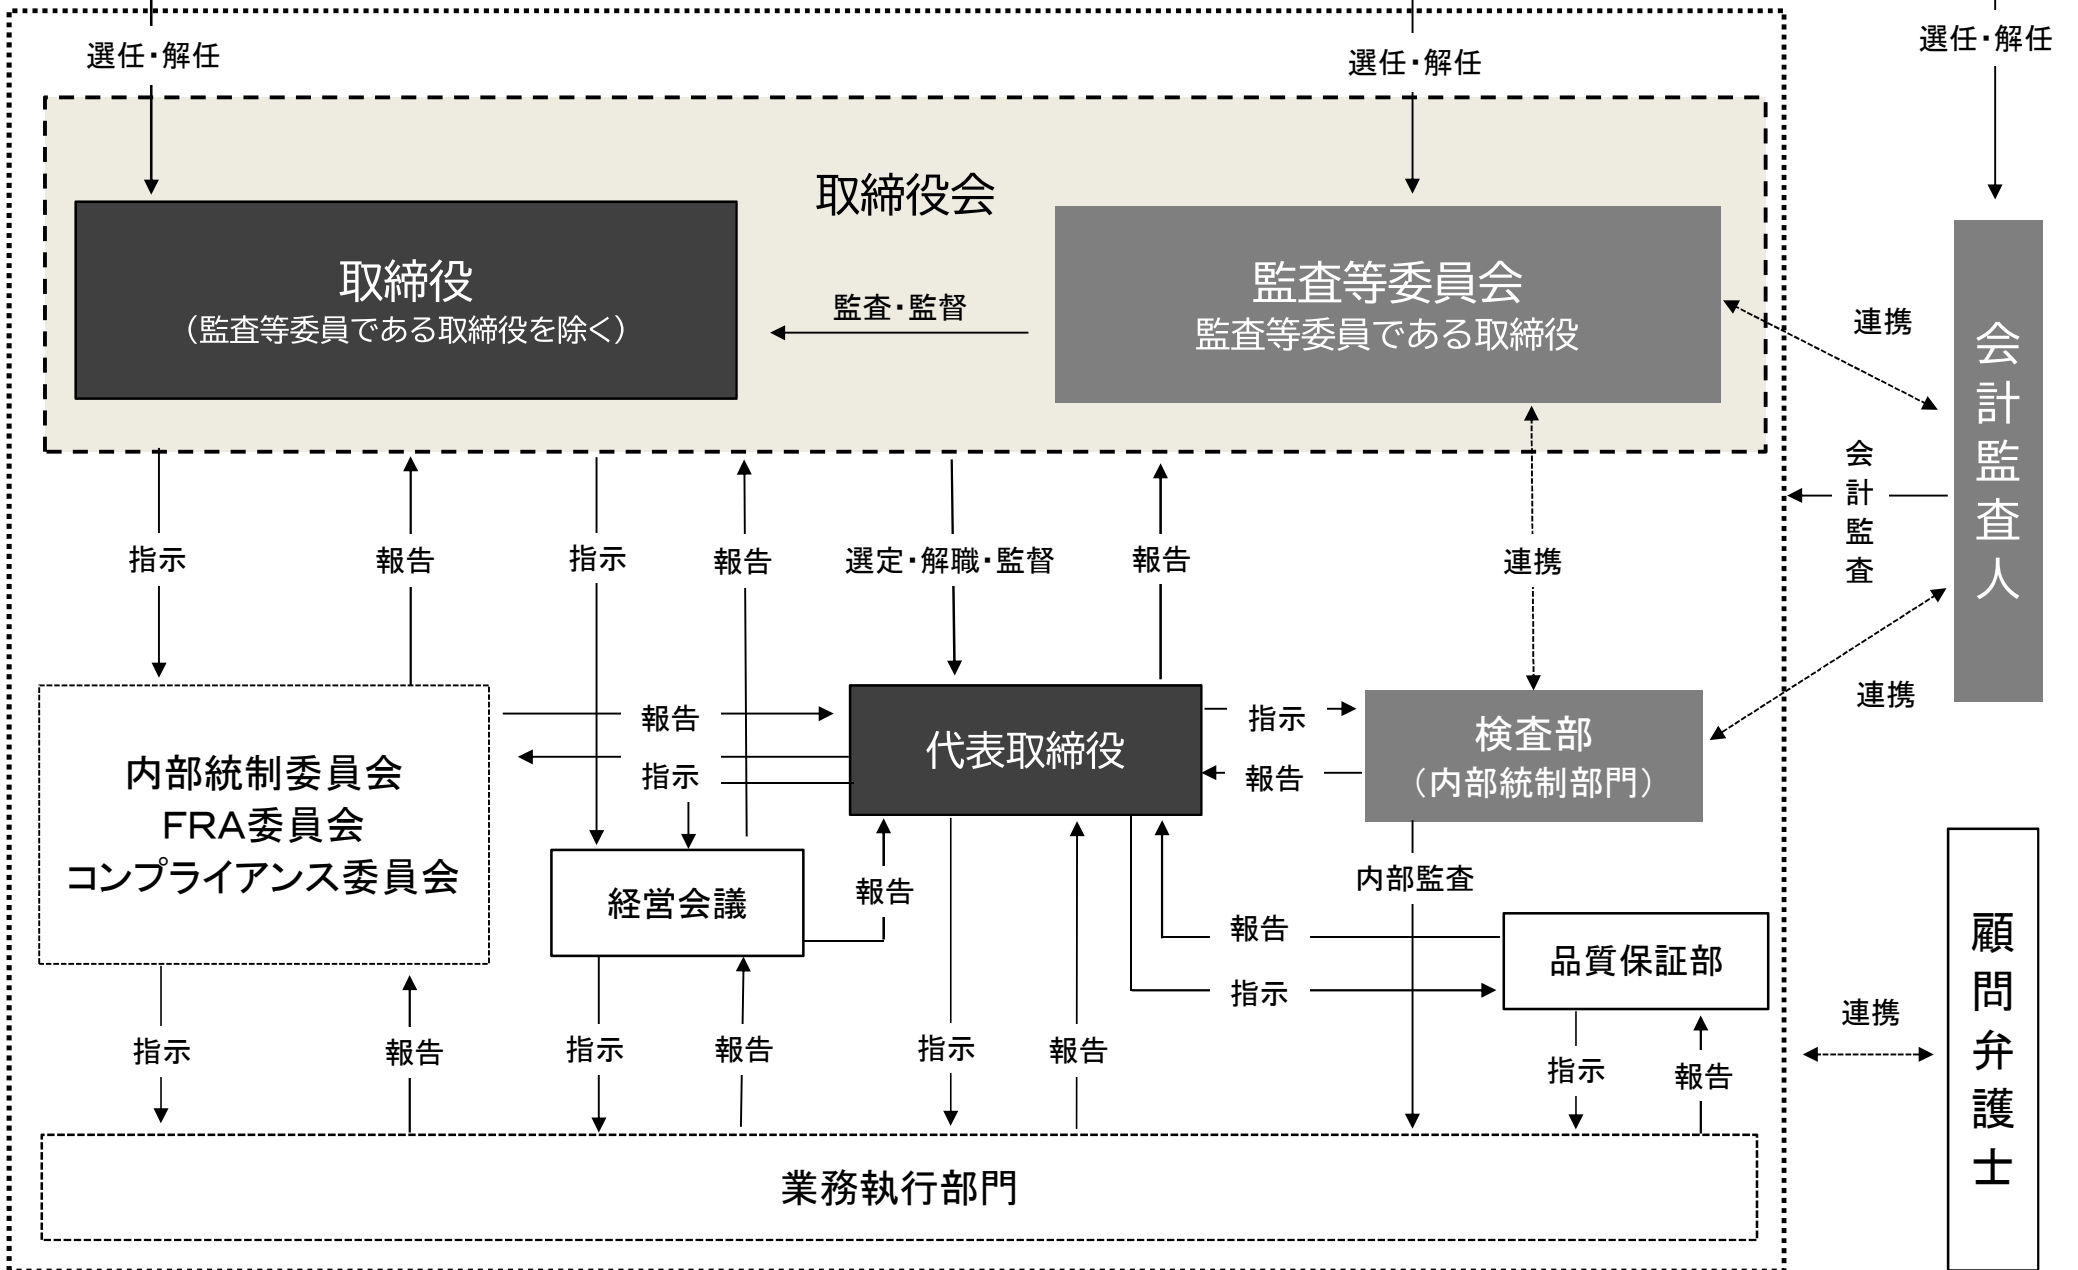 選任・解任
選任・解任
選任・解任
取締役会
取締役
（監査等委員である取締役を除く）
監査・監督
監査等委員会
監査等委員である取締役
連携
会計監査人
会計監査
指示
報告
指示
報告
選定・解職・監督
報告
連携
連携
内部統制委員会
FRA委員会
コンプライアンス委員会
報告
指示
代表取締役
指示
報告
検査部
（内部統制部門）
経営会議
報告
内部監査
報告
指示
品質保証部
顧問弁護士
連携
指示
報告
指示
報告
指示
報告
指示
報告
業務執行部門